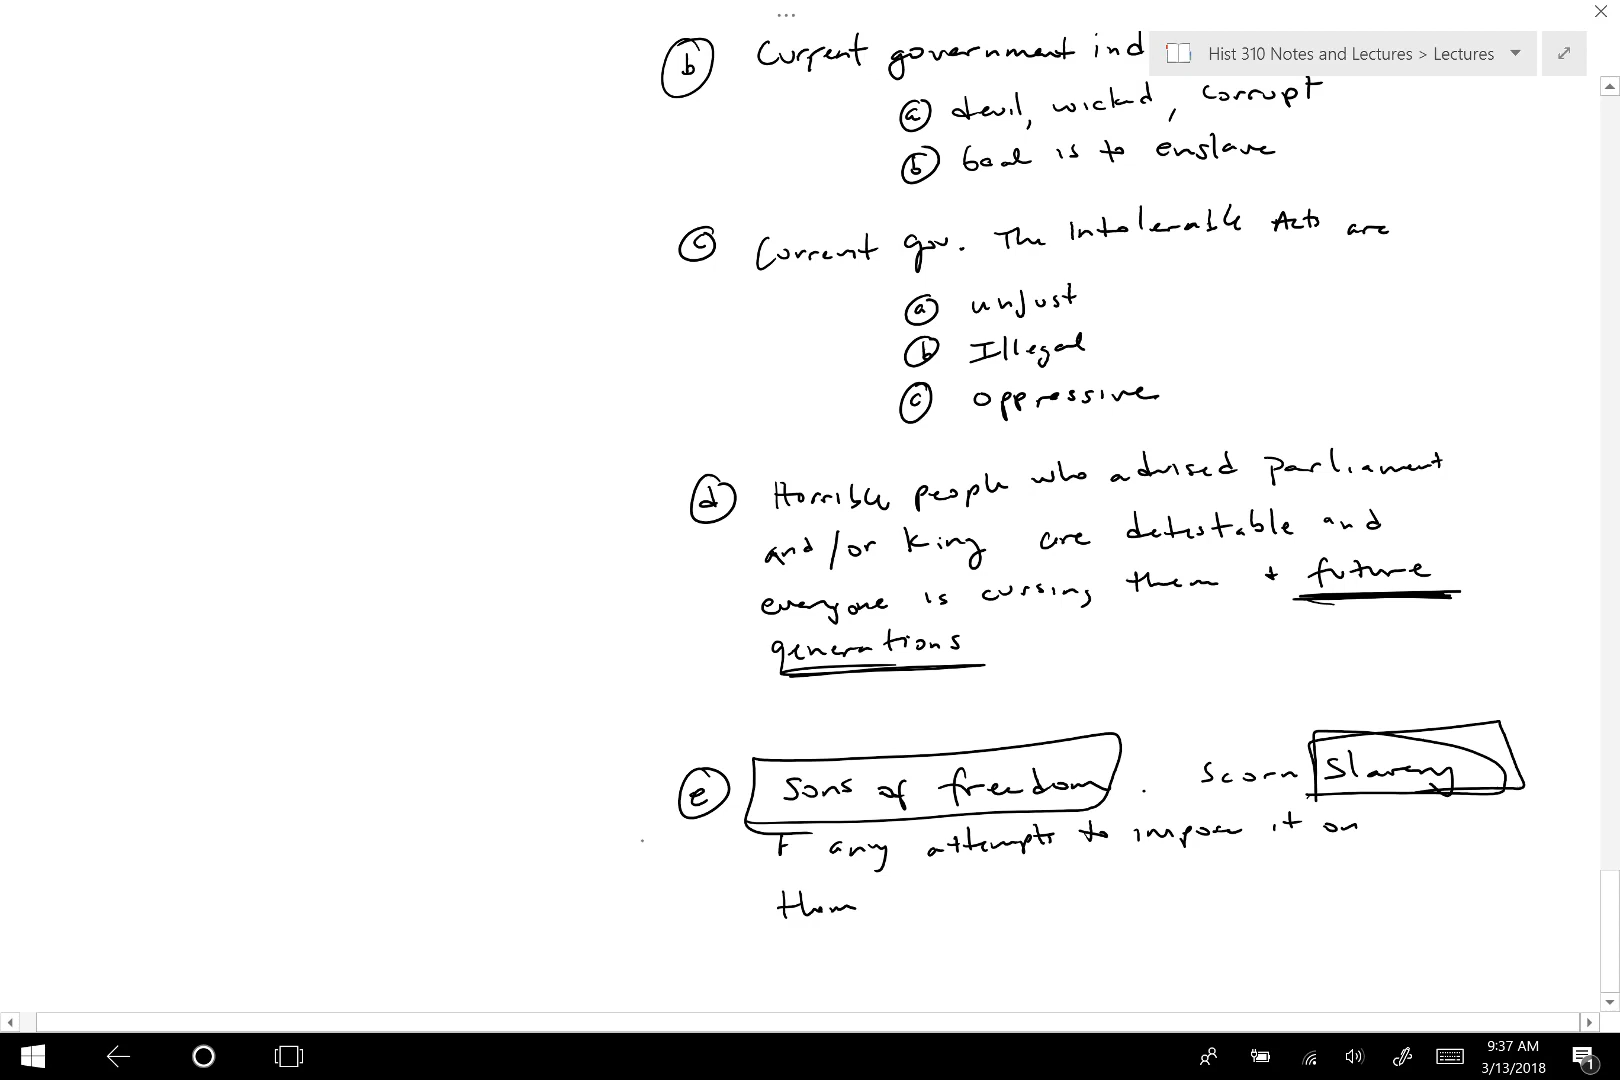 b Current government ind
Hist 310 Notes and Lectures > Lectures
a devil, wicked, corrupt
b Goal is to enslave
c Current gov. The Intolerable Acts are
a unjust
b Illegal
c oppressive
d Horrible people who advised parliament
and/or King are detestable and
everyone is cursing them + future
generations
e Sons of freedom. Scorn Slavery
+ any attempts to impose it on
them
9:37 AM
3/13/2018
1